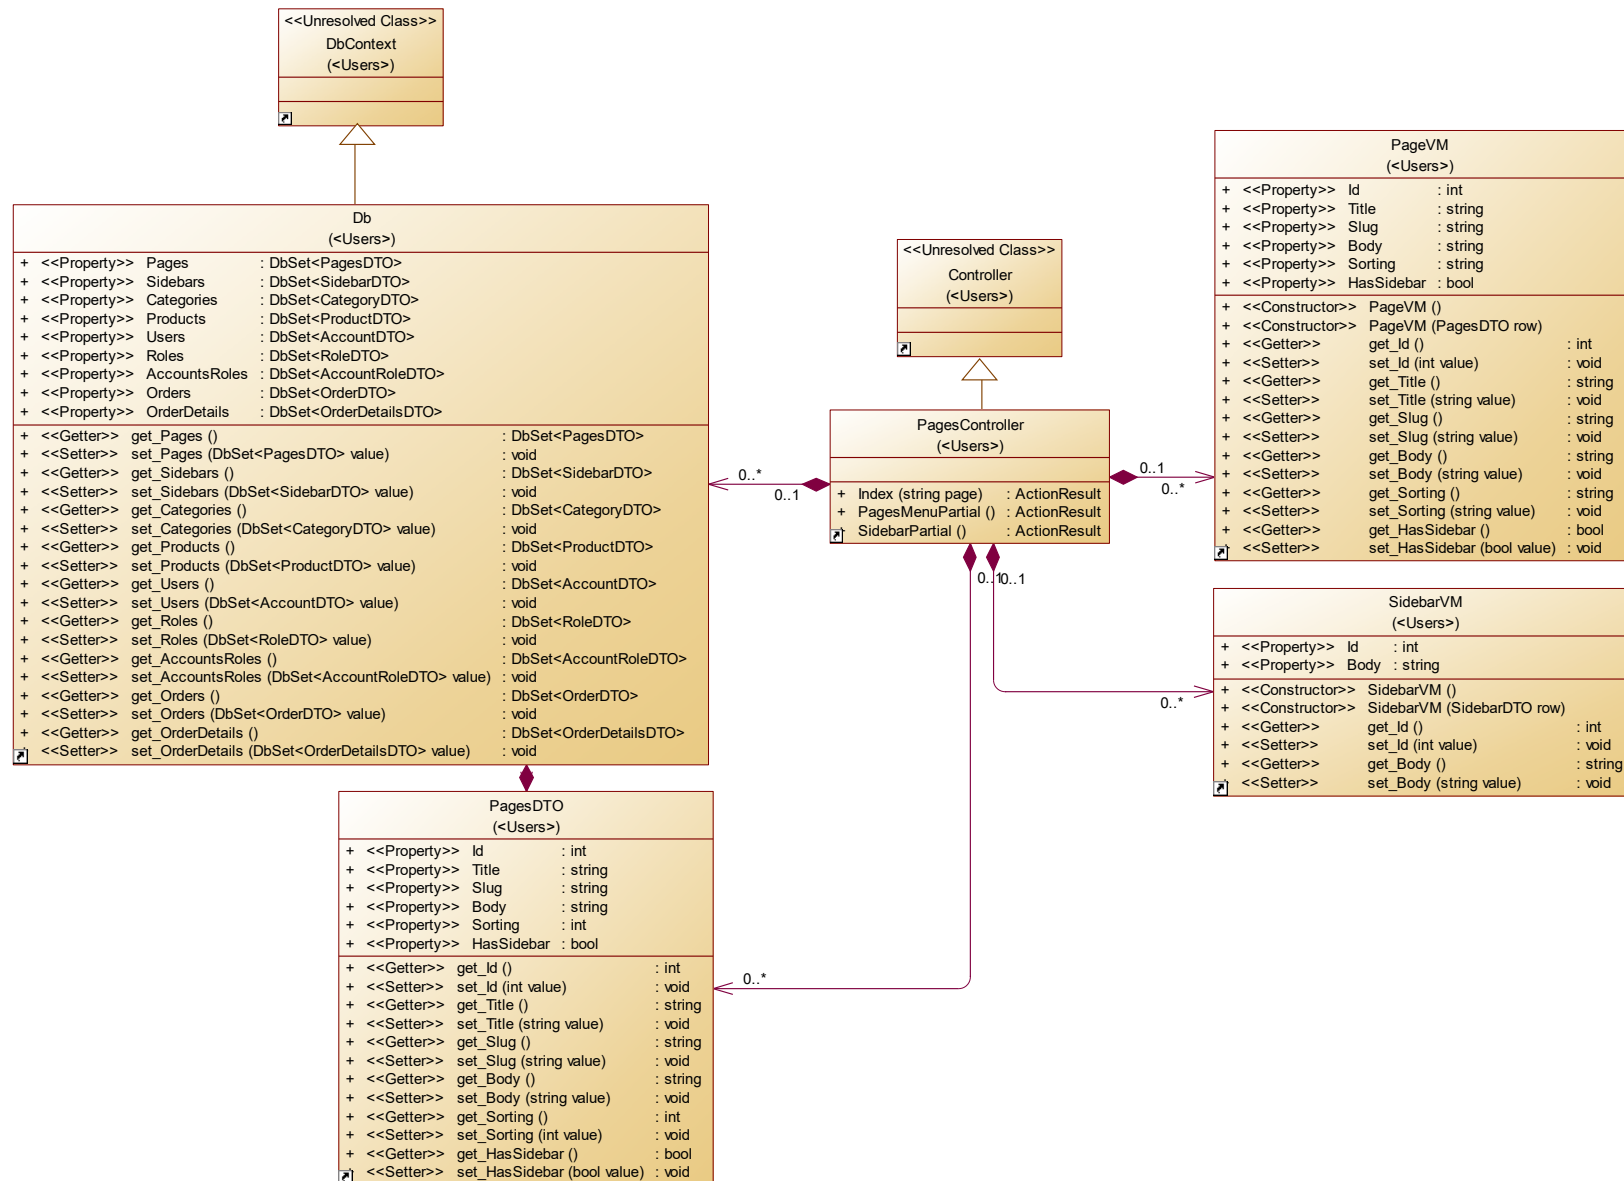 <<Unresolved Class>>
DbContext
(<Users>)
Db
(<Users>)
+ <<Property>> Pages : DbSet<PagesDTO>
+ <<Property>> Sidebars : DbSet<SidebarDTO>
+ <<Property>> Categories : DbSet<CategoryDTO>
+ <<Property>> Products : DbSet<ProductDTO>
+ <<Property>> Users : DbSet<AccountDTO>
+ <<Property>> Roles : DbSet<RoleDTO>
+ <<Property>> AccountsRoles : DbSet<AccountRoleDTO>
+ <<Property>> Orders : DbSet<OrderDTO>
+ <<Property>> OrderDetails : DbSet<OrderDetailsDTO>
+ <<Getter>> get_Pages () : DbSet<PagesDTO>
+ <<Setter>> set_Pages (DbSet<PagesDTO> value) : void
+ <<Getter>> get_Sidebars () : DbSet<SidebarDTO>
+ <<Setter>> set_Sidebars (DbSet<SidebarDTO> value) : void
+ <<Getter>> get_Categories () : DbSet<CategoryDTO>
+ <<Setter>> set_Categories (DbSet<CategoryDTO> value) : void
+ <<Getter>> get_Products () : DbSet<ProductDTO>
+ <<Setter>> set_Products (DbSet<ProductDTO> value) : void
+ <<Getter>> get_Users () : DbSet<AccountDTO>
+ <<Setter>> set_Users (DbSet<AccountDTO> value) : void
+ <<Getter>> get_Roles () : DbSet<RoleDTO>
+ <<Setter>> set_Roles (DbSet<RoleDTO> value) : void
+ <<Getter>> get_AccountsRoles () : DbSet<AccountRoleDTO>
+ <<Setter>> set_AccountsRoles (DbSet<AccountRoleDTO> value) : void
+ <<Getter>> get_Orders () : DbSet<OrderDTO>
+ <<Setter>> set_Orders (DbSet<OrderDTO> value) : void
+ <<Getter>> get_OrderDetails () : DbSet<OrderDetailsDTO>
+ <<Setter>> set_OrderDetails (DbSet<OrderDetailsDTO> value) : void
<<Unresolved Class>>
Controller
(<Users>)
PagesController
(<Users>)
+ Index (string page) : ActionResult
+ PagesMenuPartial () : ActionResult
+ SidebarPartial () : ActionResult
0..*
0..1
0..1
0..*
0..1
0..1
0..*
0..*
PageVM
(<Users>)
+ <<Property>> Id : int
+ <<Property>> Title : string
+ <<Property>> Slug : string
+ <<Property>> Body : string
+ <<Property>> Sorting : string
+ <<Property>> HasSidebar : bool
+ <<Constructor>> PageVM ()
+ <<Constructor>> PageVM (PagesDTO row)
+ <<Getter>> get_Id () : int
+ <<Setter>> set_Id (int value) : void
+ <<Getter>> get_Title () : string
+ <<Setter>> set_Title (string value) : void
+ <<Getter>> get_Slug () : string
+ <<Setter>> set_Slug (string value) : void
+ <<Getter>> get_Body () : string
+ <<Setter>> set_Body (string value) : void
+ <<Getter>> get_Sorting () : string
+ <<Setter>> set_Sorting (string value) : void
+ <<Getter>> get_HasSidebar () : bool
+ <<Setter>> set_HasSidebar (bool value) : void
SidebarVM
(<Users>)
+ <<Property>> Id : int
+ <<Property>> Body : string
+ <<Constructor>> SidebarVM ()
+ <<Constructor>> SidebarVM (SidebarDTO row)
+ <<Getter>> get_Id () : int
+ <<Setter>> set_Id (int value) : void
+ <<Getter>> get_Body () : string
+ <<Setter>> set_Body (string value) : void
PagesDTO
(<Users>)
+ <<Property>> Id : int
+ <<Property>> Title : string
+ <<Property>> Slug : string
+ <<Property>> Body : string
+ <<Property>> Sorting : int
+ <<Property>> HasSidebar : bool
+ <<Getter>> get_Id () : int
+ <<Setter>> set_Id (int value) : void
+ <<Getter>> get_Title () : string
+ <<Setter>> set_Title (string value) : void
+ <<Getter>> get_Slug () : string
+ <<Setter>> set_Slug (string value) : void
+ <<Getter>> get_Body () : string
+ <<Setter>> set_Body (string value) : void
+ <<Getter>> get_Sorting () : int
+ <<Setter>> set_Sorting (int value) : void
+ <<Getter>> get_HasSidebar () : bool
+ <<Setter>> set_HasSidebar (bool value) : void